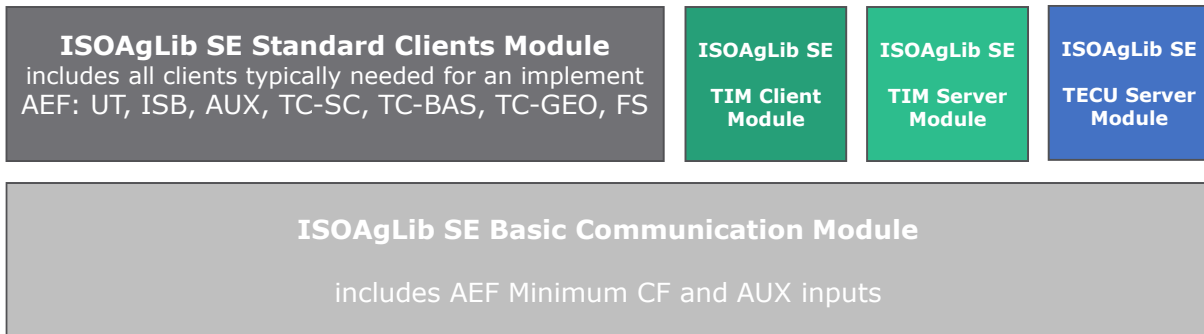 ISOAgLib SE Standard Clients Module
includes all clients typically needed for an implement
AEF: UT, ISB, AUX, TC-SC, TC-BAS, TC-GEO, FS
ISOAgLib SE
TIM Client
Module
ISOAgLib SE
TIM Server
Module
ISOAgLib SE
TECU Server
Module
ISOAgLib SE Basic Communication Module
includes AEF Minimum CF and AUX inputs